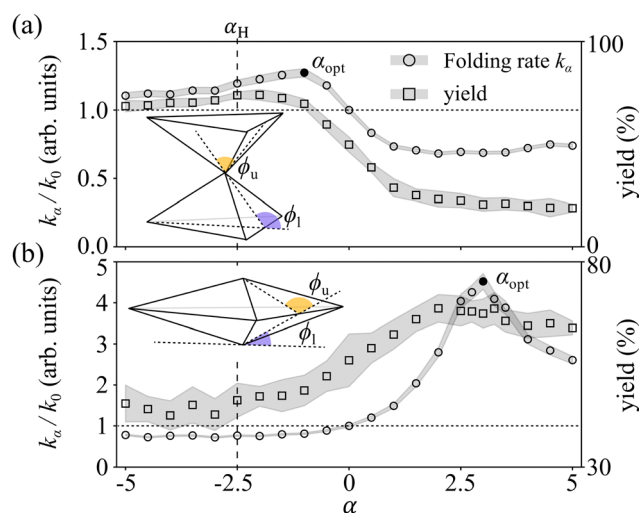 (a)
α_H
1.5
1.0
0.5
0.0
k_α / k_0 (arb. units)
α_opt
Folding rate k_α
yield
ϕ_u
ϕ_l
100
0
yield (%)
(b)
5
4
3
2
1
0
k_α / k_0 (arb. units)
ϕ_u
ϕ_l
α_opt
80
30
yield (%)
-5 -2.5 0 2.5 5
α